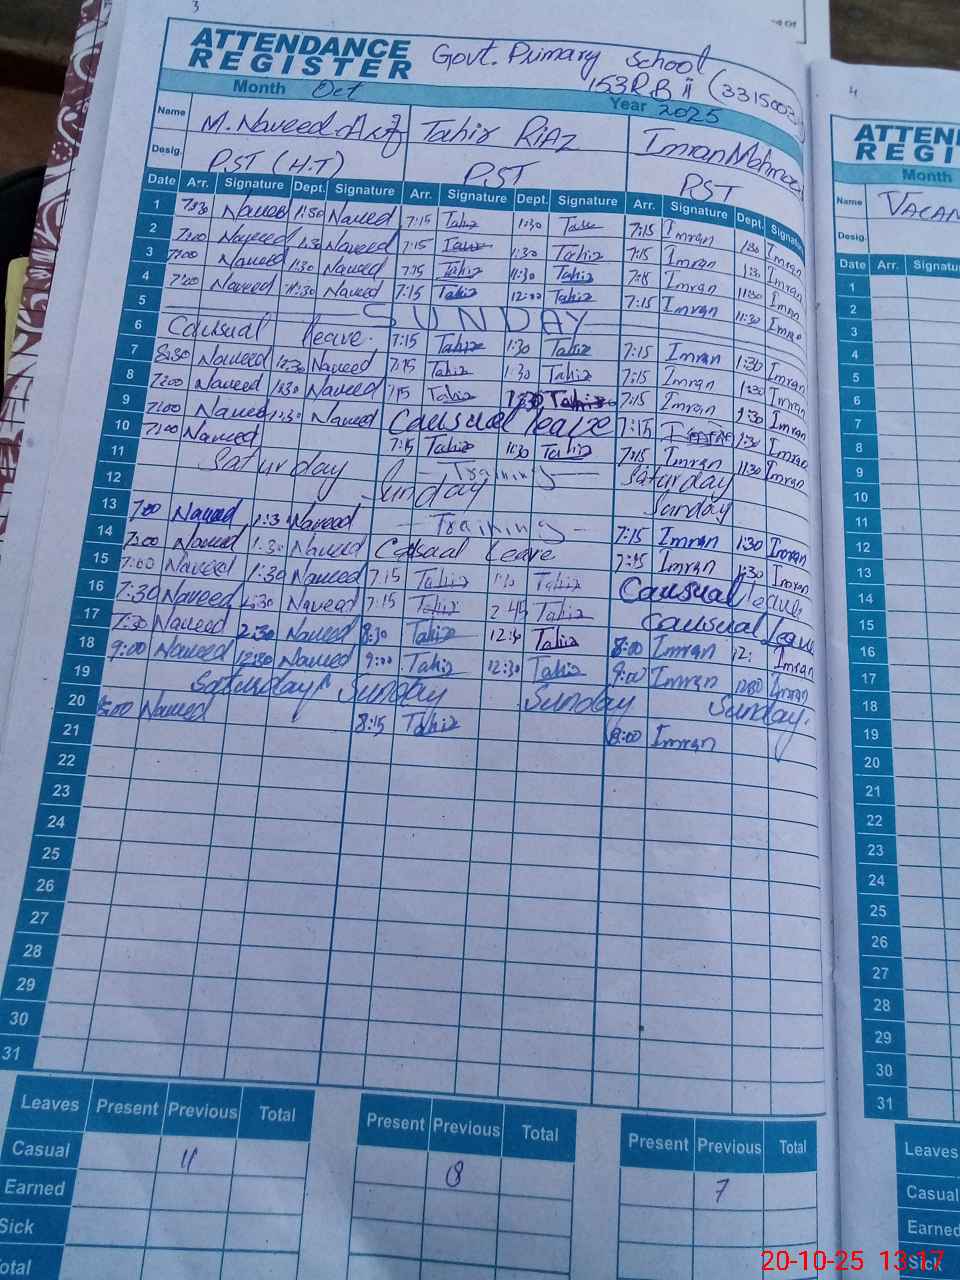 3
ATTENDANCE REGISTER Govt. Primary School
153 R.B ii (3315003
Month Oct Year 2025
Name M. Naveed Tahir RiAZ Imran
Desig. PST (H.T) PST PST
Date Arr. Signature Dept. Signature Arr. Signature Dept. Signature Arr. Signature Dept. Signature
1 7:30 Naveed 1:30 Naveed 7:15 Tahir 1:30 7:15 Imran 1:30 Imran
2 7:00 Naveed 1:30 Naveed 7:15 1:30 Tahir 7:15 Imran 1:30 Imran
3 7:00 Naveed 11:30 Naveed 7:15 Tahir 11:30 Tahir 7:15 Imran 11:30 Imran
4 7:00 Naveed 11:30 Naveed 7:15 Tahir 12:00 Tahir 7:15 Imran 11:30 Imran
5 SUNDAY
6 Causual leave. 7:15 Tahir 1:30 Tahir 7:15 Imran 1:30 Imran
7 8:30 Naveed 12:30 Naveed 7:15 Tahir 1:30 Tahir 7:15 Imran 1:30 Imran
8 7:00 Naveed 1:30 Naveed 7:15 Tahir 1:30 Tahir 7:15 Imran 1:30 Imran
9 7:00 Naveed 1:30 Naveed Causual leave 7:15 1:30 Imran
10 7:00 Naveed 7:15 Tahir 11:30 Tahir 7:15 Imran 11:30 Imran
11 Saturday Training Saturday
12 Sunday Sunday
13 7:00 Naveed 1:30 Naveed Training 7:15 Imran 1:30 Imran
14 7:00 Naveed 1:30 Naveed Casual Leave 7:15 Imran 1:30 Imran
15 7:00 Naveed 1:30 Naveed 7:15 Tahir Tahir Causual leave
16 7:30 Naveed 2:30 Naveed 7:15 Tahir 2:45 Tahir Causual Leave
17 7:30 Naveed 2:30 Naveed 8:30 Tahir 12:30 Tahir 8:00 Imran 12: Imran
18 9:00 Naveed 12:30 Naveed 9:00 Tahir 12:30 Tahir 9:00 Imran 12:30 Imran
19 Saturday Sunday Sunday Sunday.
20 8:00 Naveed 8:15 Tahir 8:00 Imran
21
22
23
24
25
26
27
28
29
30
31
Leaves Present Previous Total Present Previous Total Present Previous Total
Casual 11 8 7
Earned
Sick
otal
4
ATTEN
REGI
Month
Name VACAN
Desig.
Date Arr. Signatu
1
2
3
4
5
6
7
8
9
10
11
12
13
14
15
16
17
18
19
20
21
22
23
24
25
26
27
28
29
30
31
Leaves
Casual
Earned
Sick
20-10-25 13:17